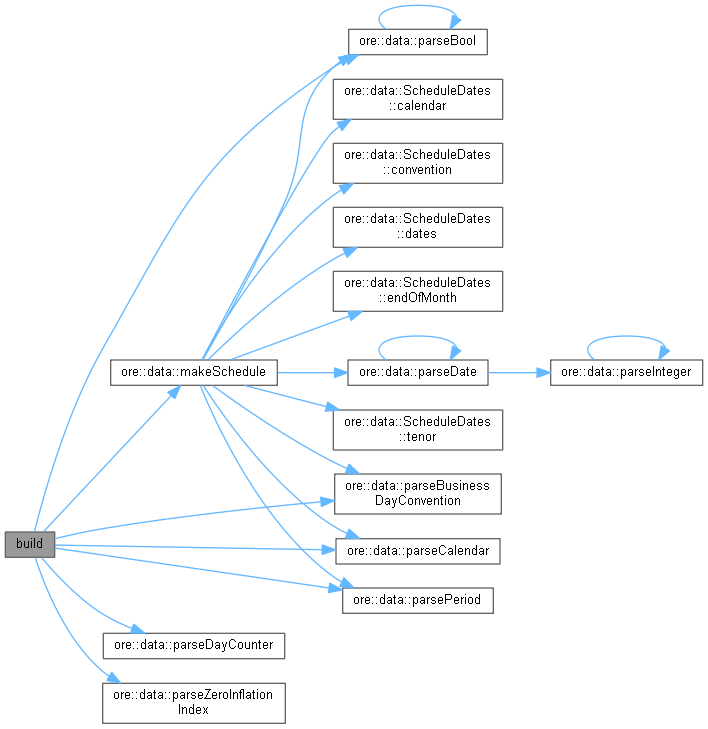 ore::data::parseBool
ore::data::ScheduleDates
::calendar
ore::data::ScheduleDates
::convention
ore::data::ScheduleDates
::dates
ore::data::ScheduleDates
::endOfMonth
ore::data::makeSchedule
ore::data::parseDate
ore::data::parseInteger
ore::data::ScheduleDates
::tenor
ore::data::parseBusiness
DayConvention
build
ore::data::parseCalendar
ore::data::parsePeriod
ore::data::parseDayCounter
ore::data::parseZeroInflation
Index